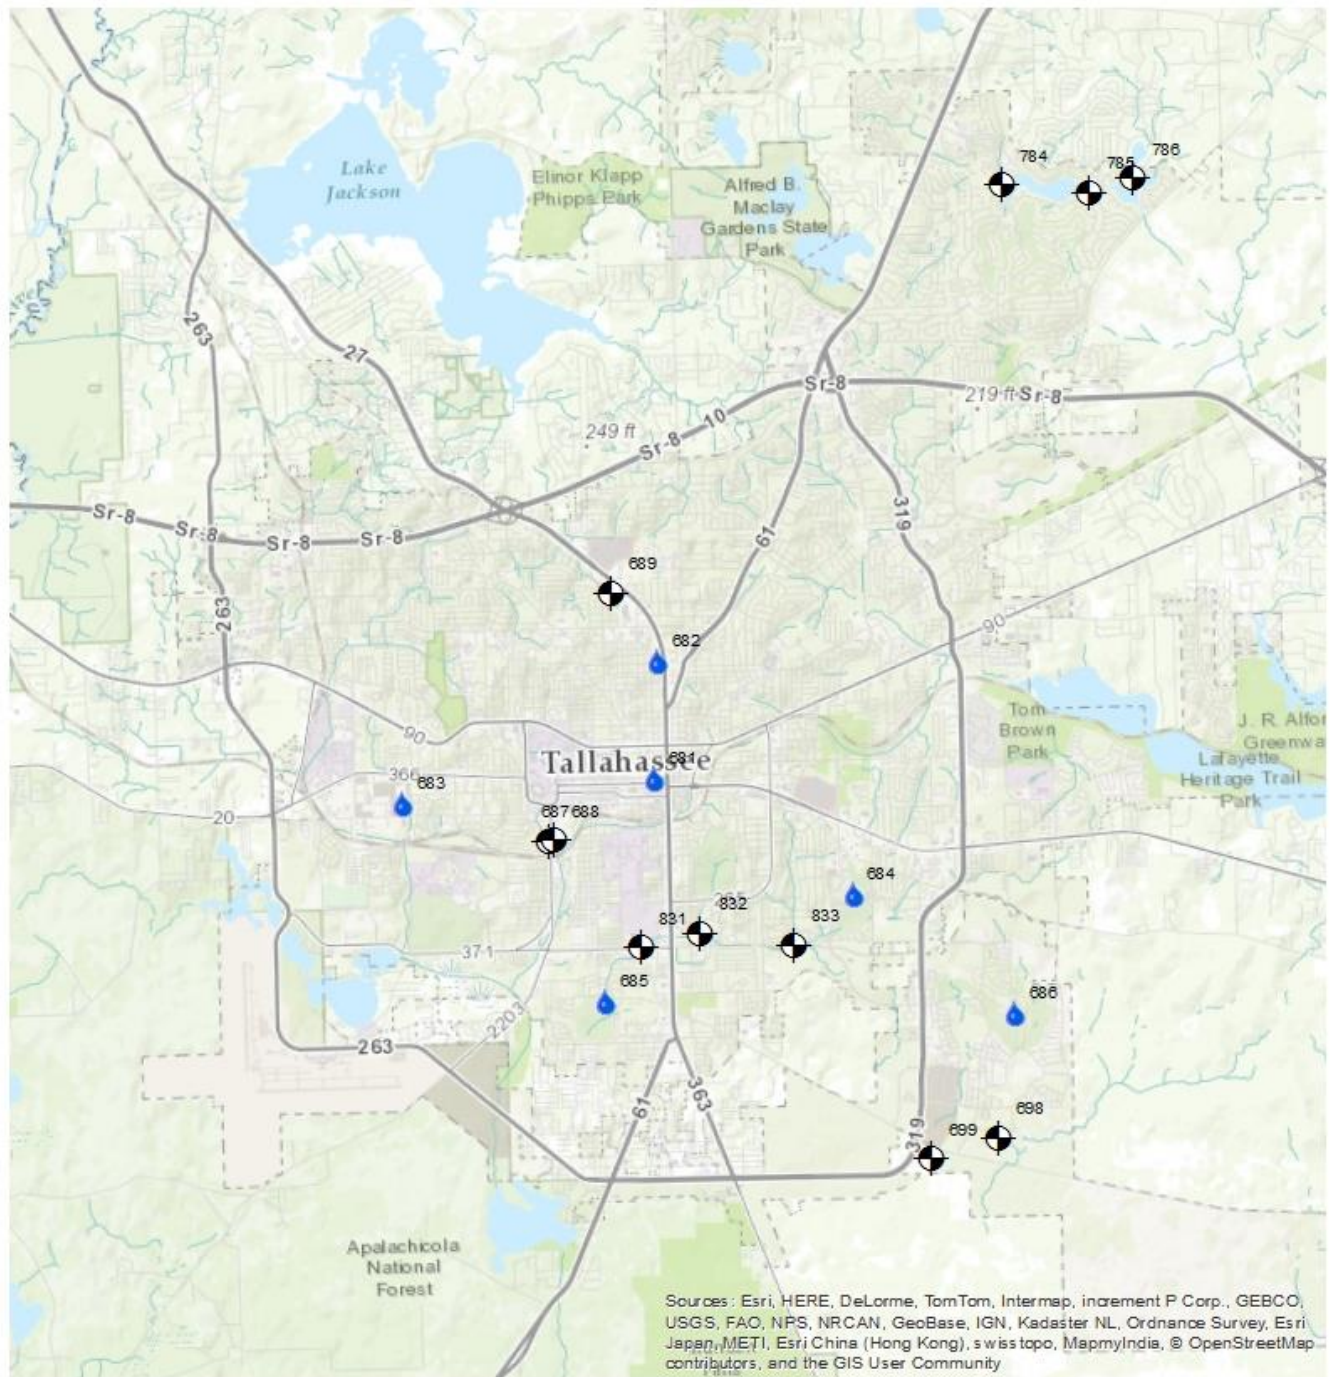 784
785
786
Lake
Jackson
Elinor Klapp
Phipps Park
Alfred B.
Maclay
Gardens State
Park
263
27
Sr-8
219 ft
Sr-8
249 ft
Sr-8
10
319
61
Sr-8
Sr-8
Sr-8
Sr-8
689
263
90
682
Tom
Brown
Park
J. R. Alfor
Greenwa
Lafayette
Heritage Trail
Park
90
Tallahassee
681
366
683
20
687
688
684
265
832
831
833
371
685
686
2203
263
61
363
698
699
319
Apalachicola
National
Forest
Sources: Esri, HERE, DeLorme, TomTom, Intermap, increment P Corp., GEBCO,
USGS, FAO, NPS, NRCAN, GeoBase, IGN, Kadaster NL, Ordnance Survey, Esri
Japan, METI, Esri China (Hong Kong), swisstopo, MapmyIndia, © OpenStreetMap
contributors, and the GIS User Community